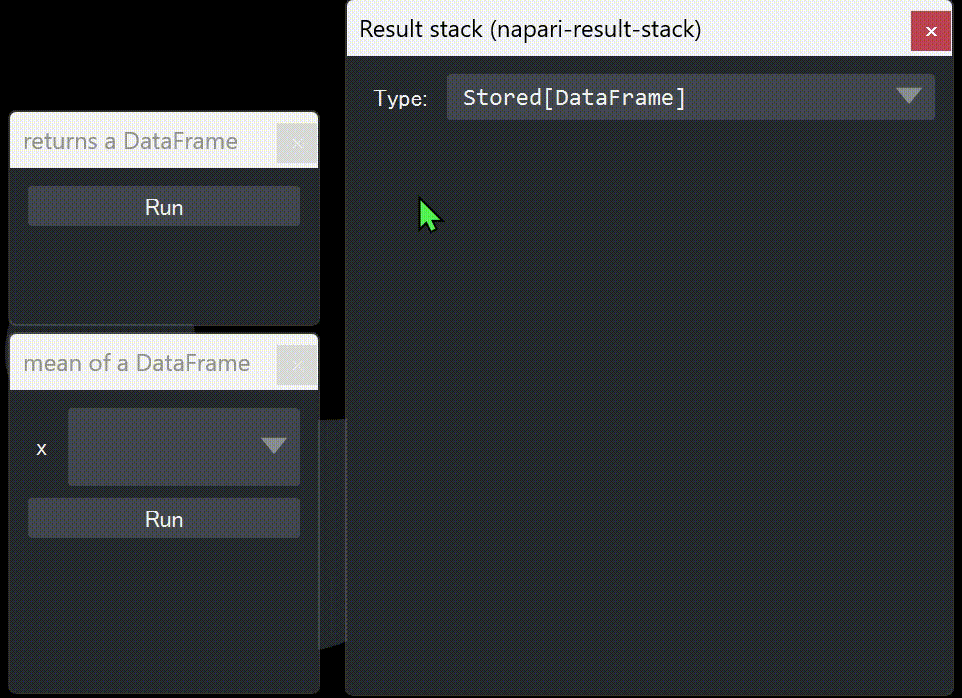 Result stack (napari-result-stack)
×
Type: Stored[DataFrame]
returns a DataFrame
×
Run
mean of a DataFrame
×
x
Run